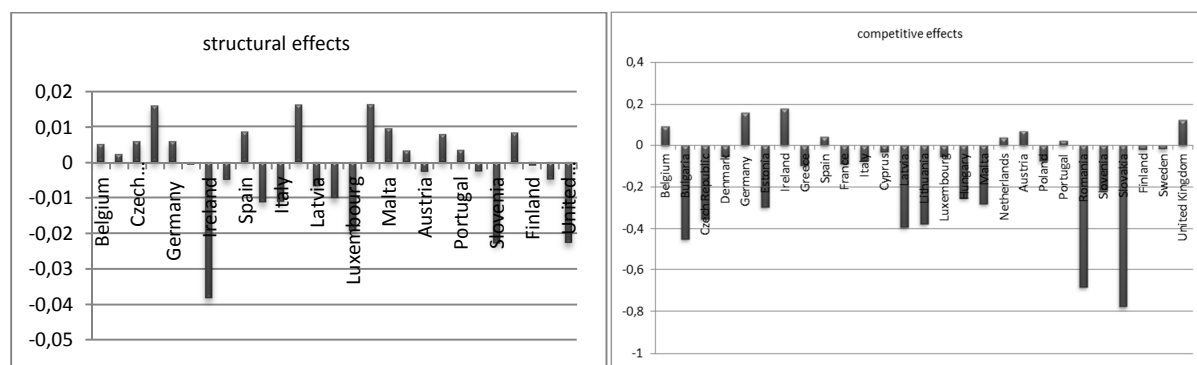 structural effects
0,02
0,01
0
-0,01
-0,02
-0,03
-0,04
-0,05
Belgium
Czech...
Germany
Ireland
Spain
Italy
Latvia
Luxembourg
Malta
Austria
Portugal
Slovenia
Finland
United...
competitive effects
0,4
0,2
0
-0,2
-0,4
-0,6
-0,8
-1
Belgium
Bulgaria
Czech Republic
Denmark
Germany
Estonia
Ireland
Greece
Spain
France
Italy
Cyprus
Latvia
Lithuania
Luxembourg
Hungary
Malta
Netherlands
Austria
Poland
Portugal
Romania
Slovenia
Slovakia
Finland
Sweden
United Kingdom